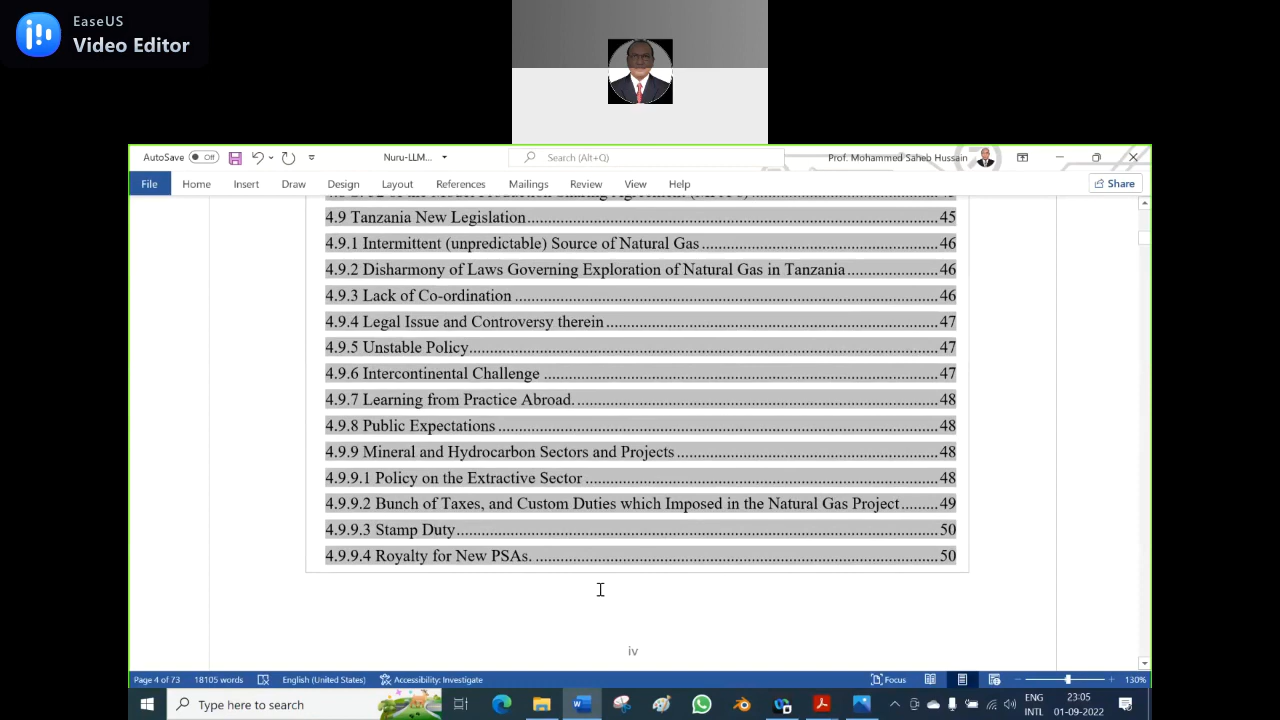 EaseUS
Video Editor
AutoSave Off Nuru-LLM... Search (Alt+Q) Prof. Mohammed Saheb Hussain
File Home Insert Draw Design Layout References Mailings Review View Help Share
4.9 Tanzania New Legislation 45
4.9.1 Intermittent (unpredictable) Source of Natural Gas 46
4.9.2 Disharmony of Laws Governing Exploration of Natural Gas in Tanzania 46
4.9.3 Lack of Co-ordination 46
4.9.4 Legal Issue and Controversy therein 47
4.9.5 Unstable Policy 47
4.9.6 Intercontinental Challenge 47
4.9.7 Learning from Practice Abroad. 48
4.9.8 Public Expectations 48
4.9.9 Mineral and Hydrocarbon Sectors and Projects 48
4.9.9.1 Policy on the Extractive Sector 48
4.9.9.2 Bunch of Taxes, and Custom Duties which Imposed in the Natural Gas Project 49
4.9.9.3 Stamp Duty 50
4.9.9.4 Royalty for New PSAs. 50
iv
Page 4 of 73 18105 words English (United States) Accessibility: Investigate Focus 130%
Type here to search ENG INTL 23:05 01-09-2022